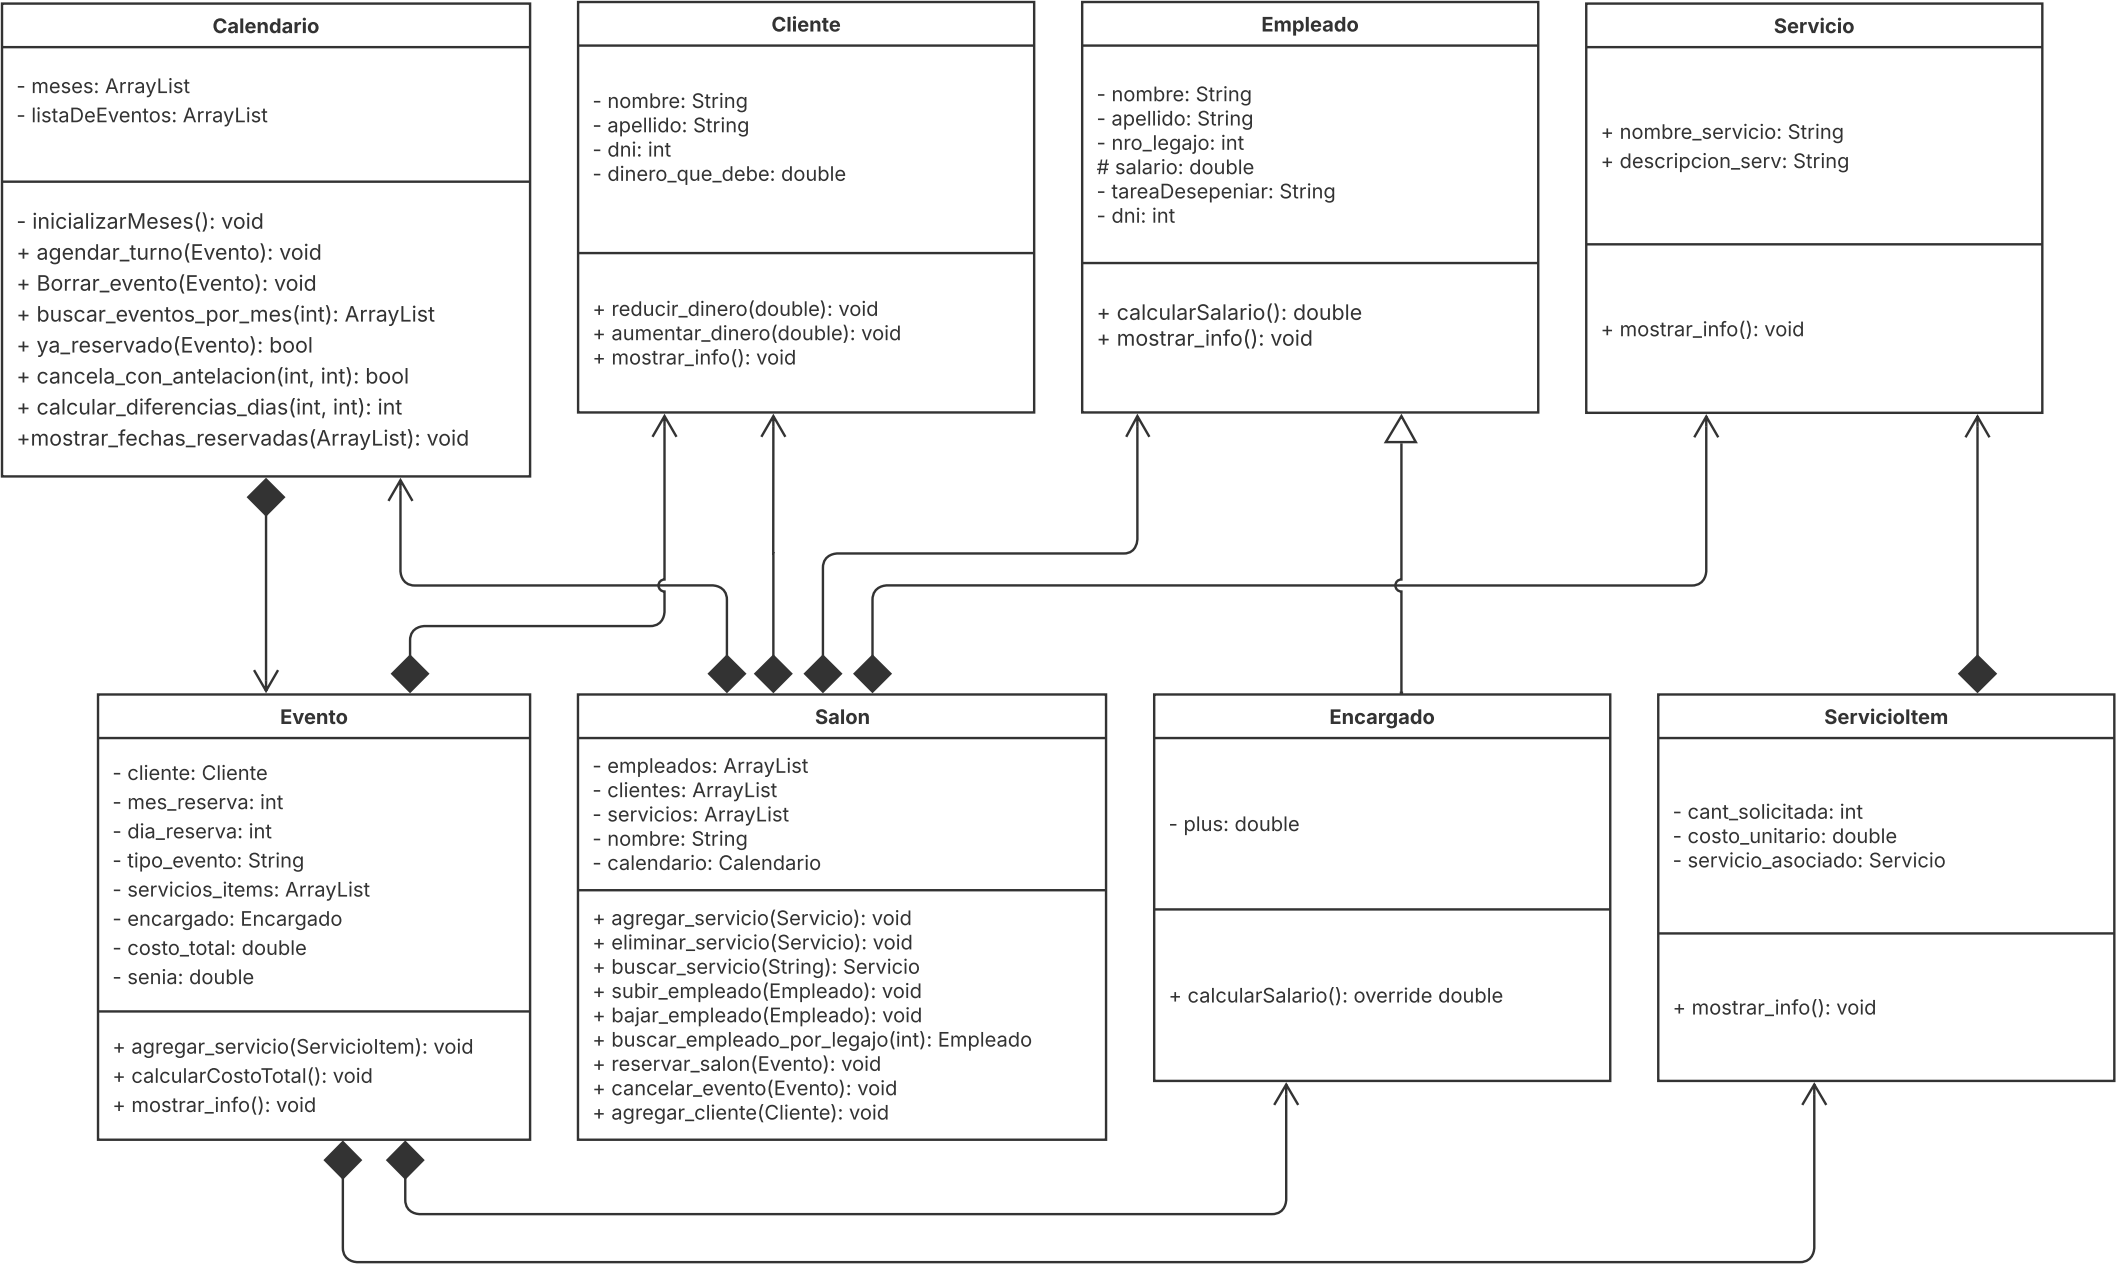 Calendario
- meses: ArrayList
- listaDeEventos: ArrayList
- inicializarMeses(): void
+ agendar_turno(Evento): void
+ Borrar_evento(Evento): void
+ buscar_eventos_por_mes(int): ArrayList
+ ya_reservado(Evento): bool
+ cancela_con_antelacion(int, int): bool
+ calcular_diferencias_dias(int, int): int
+mostrar_fechas_reservadas(ArrayList): void
Cliente
- nombre: String
- apellido: String
- dni: int
- dinero_que_debe: double
+ reducir_dinero(double): void
+ aumentar_dinero(double): void
+ mostrar_info(): void
Empleado
- nombre: String
- apellido: String
- nro_legajo: int
# salario: double
- tareaDesepeniar: String
- dni: int
+ calcularSalario(): double
+ mostrar_info(): void
Servicio
+ nombre_servicio: String
+ descripcion_serv: String
+ mostrar_info(): void
Evento
- cliente: Cliente
- mes_reserva: int
- dia_reserva: int
- tipo_evento: String
- servicios_items: ArrayList
- encargado: Encargado
- costo_total: double
- senia: double
+ agregar_servicio(ServicioItem): void
+ calcularCostoTotal(): void
+ mostrar_info(): void
Salon
- empleados: ArrayList
- clientes: ArrayList
- servicios: ArrayList
- nombre: String
- calendario: Calendario
+ agregar_servicio(Servicio): void
+ eliminar_servicio(Servicio): void
+ buscar_servicio(String): Servicio
+ subir_empleado(Empleado): void
+ bajar_empleado(Empleado): void
+ buscar_empleado_por_legajo(int): Empleado
+ reservar_salon(Evento): void
+ cancelar_evento(Evento): void
+ agregar_cliente(Cliente): void
Encargado
- plus: double
+ calcularSalario(): override double
ServicioItem
- cant_solicitada: int
- costo_unitario: double
- servicio_asociado: Servicio
+ mostrar_info(): void